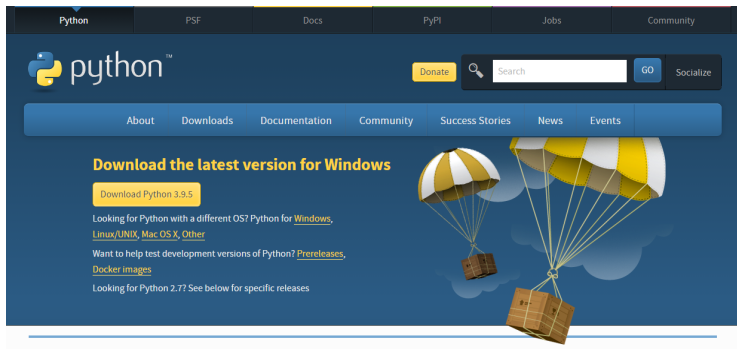 Python PSF Docs PyPI Jobs Community
python™
Donate Search GO Socialize
About Downloads Documentation Community Success Stories News Events
Download the latest version for Windows
Download Python 3.9.5
Looking for Python with a different OS? Python for Windows,
Linux/UNIX, Mac OS X, Other
Want to help test development versions of Python? Prereleases,
Docker images
Looking for Python 2.7? See below for specific releases